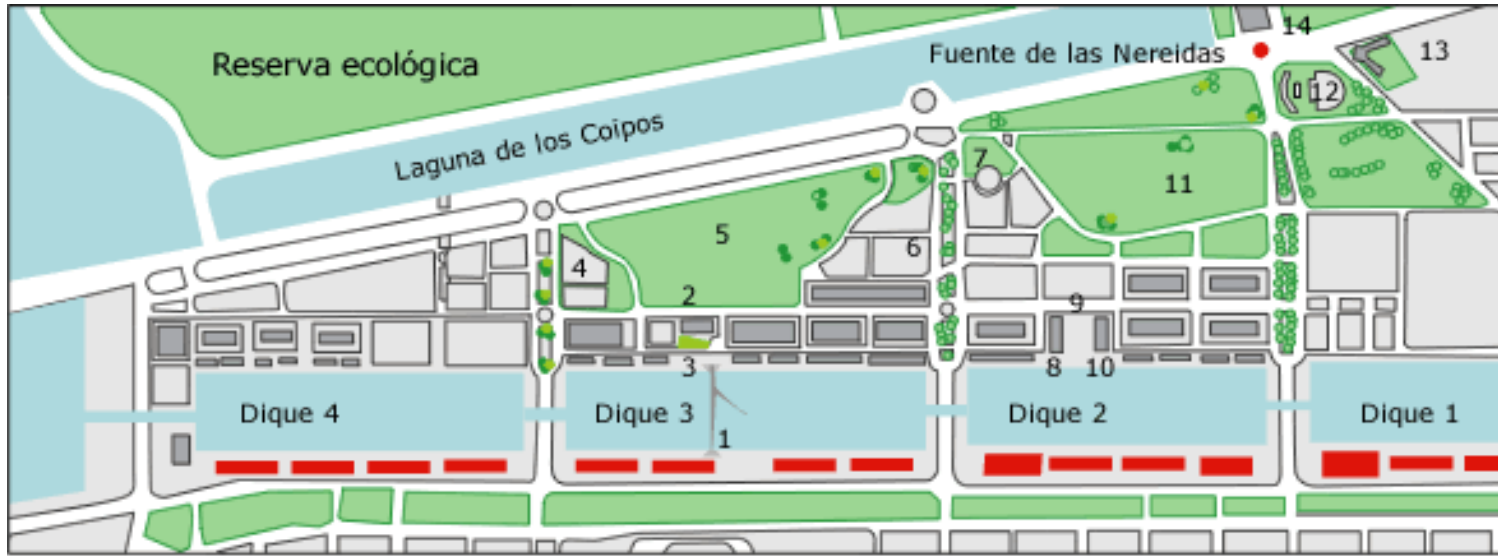 Reserva ecológica
Fuente de las Nereidas
14
13
12
Laguna de los Coipos
7
11
5
6
4
2
9
3
8
10
Dique 4
Dique 3
1
Dique 2
Dique 1